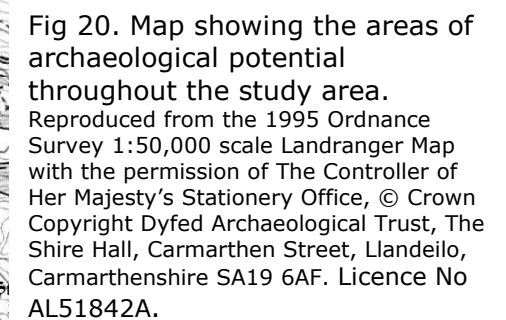 Fig 20. Map showing the areas of
archaeological potential
throughout the study area.
Reproduced from the 1995 Ordnance
Survey 1:50,000 scale Landranger Map
with the permission of The Controller of
Her Majesty’s Stationery Office, © Crown
Copyright Dyfed Archaeological Trust, The
Shire Hall, Carmarthen Street, Llandeilo,
Carmarthenshire SA19 6AF. Licence No
AL51842A.